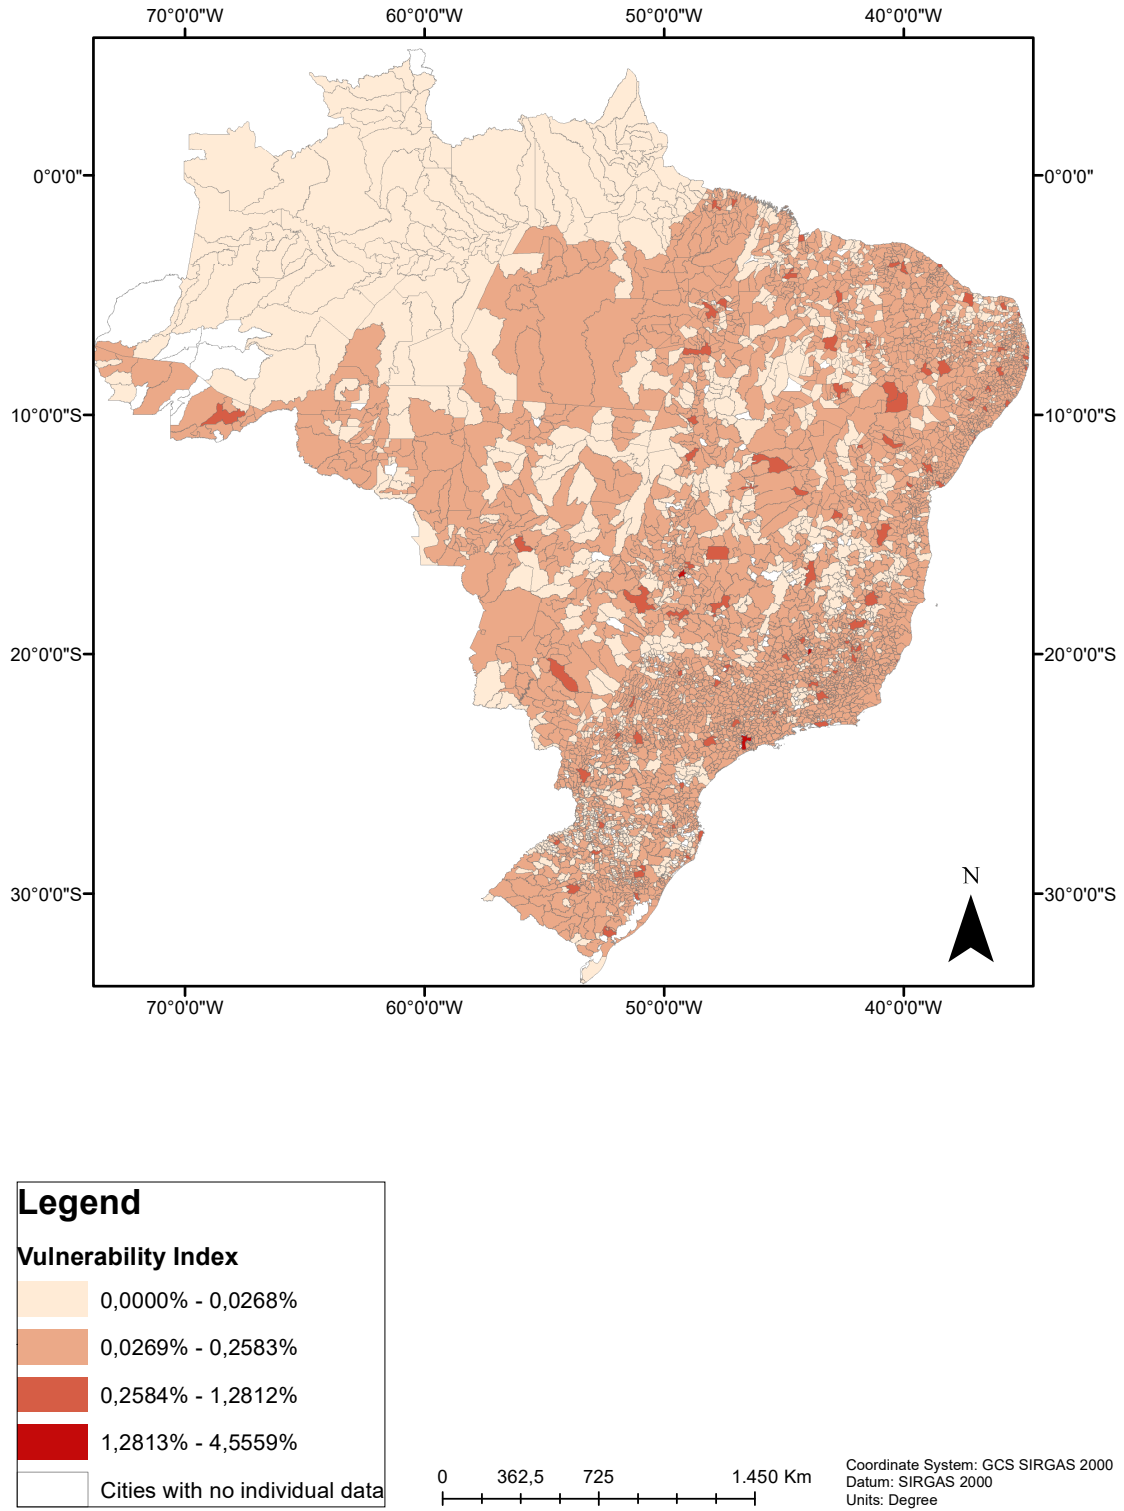 70°0'0"W 60°0'0"W 50°0'0"W 40°0'0"W
0°0'0" 0°0'0"
10°0'0"S 10°0'0"S
20°0'0"S 20°0'0"S
30°0'0"S 30°0'0"S
N
70°0'0"W 60°0'0"W 50°0'0"W 40°0'0"W
Legend
Vulnerability Index
0,0000% - 0,0268%
0,0269% - 0,2583%
0,2584% - 1,2812%
1,2813% - 4,5559%
Cities with no individual data
0 362,5 725 1.450 Km
Coordinate System: GCS SIRGAS 2000
Datum: SIRGAS 2000
Units: Degree